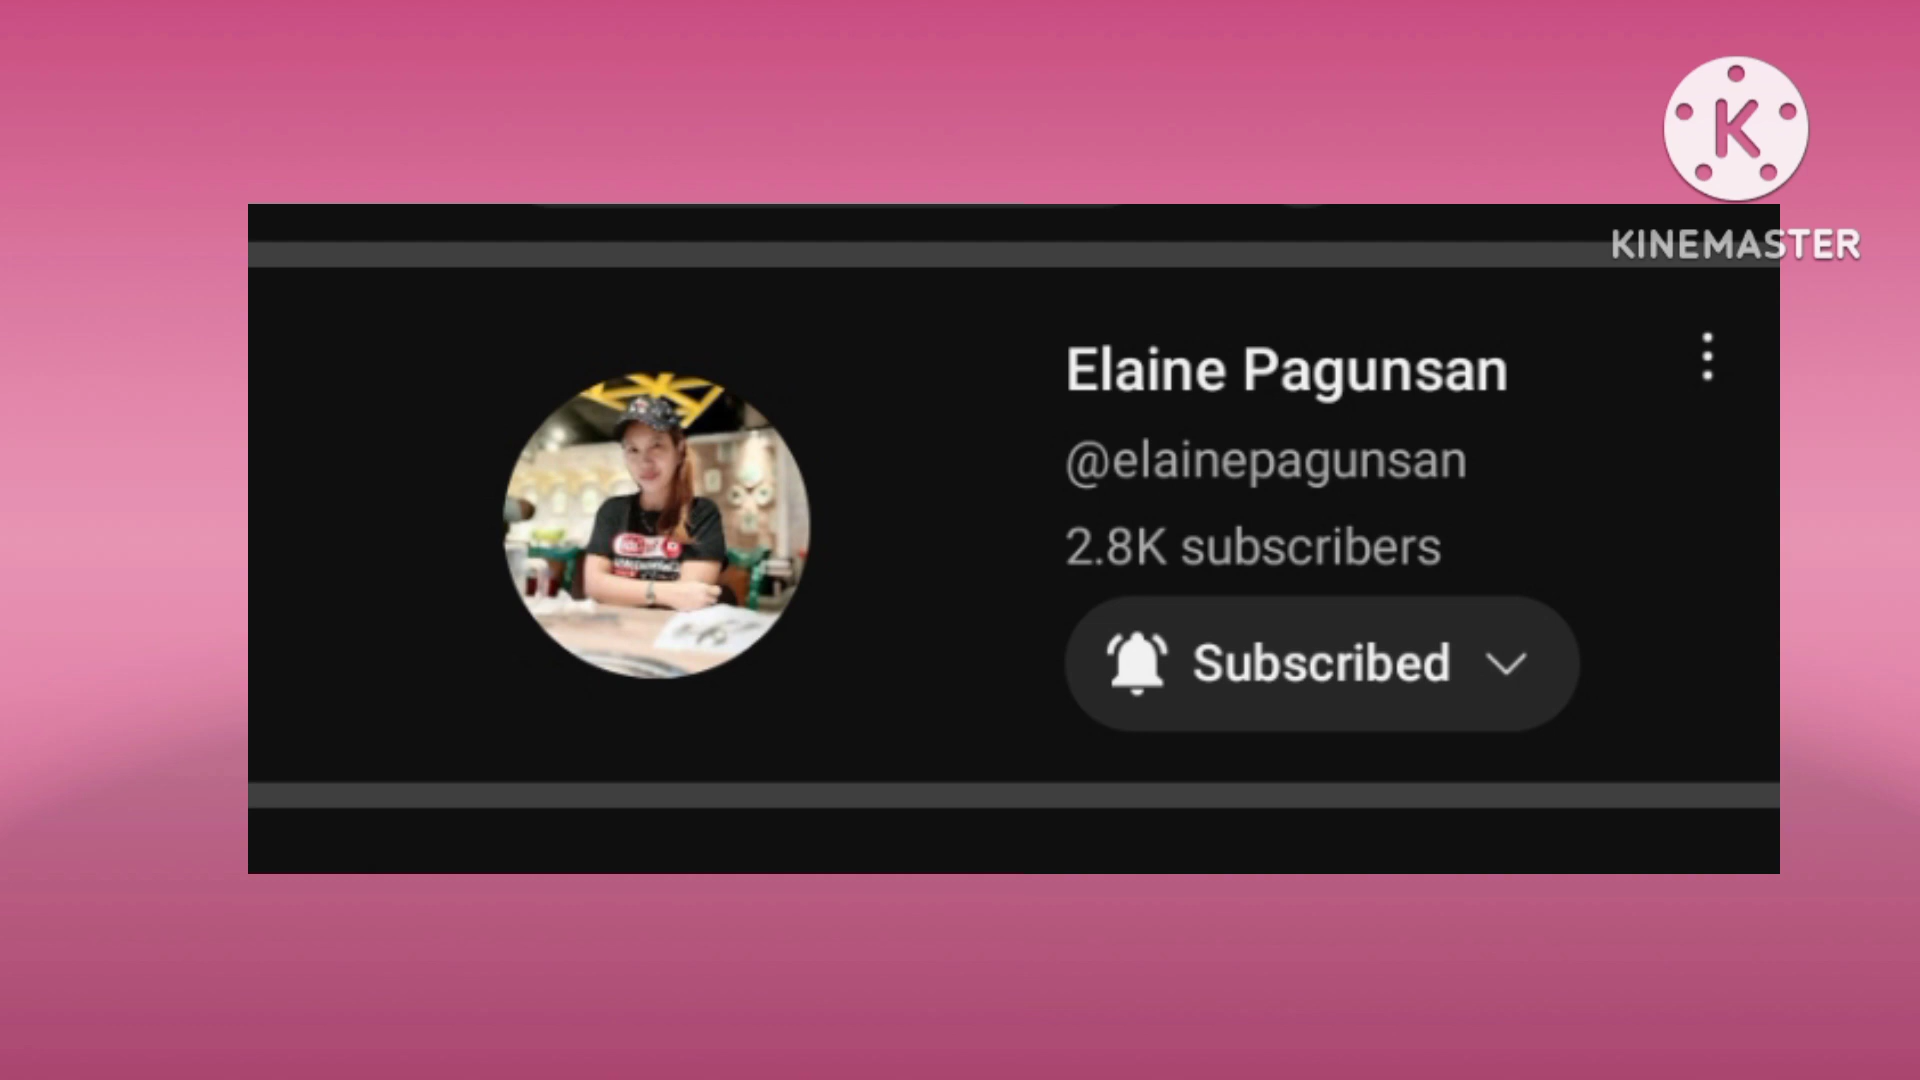 K
KINEMASTER
Elaine Pagunsan
@elainepagunsan
2.8K subscribers
Subscribed